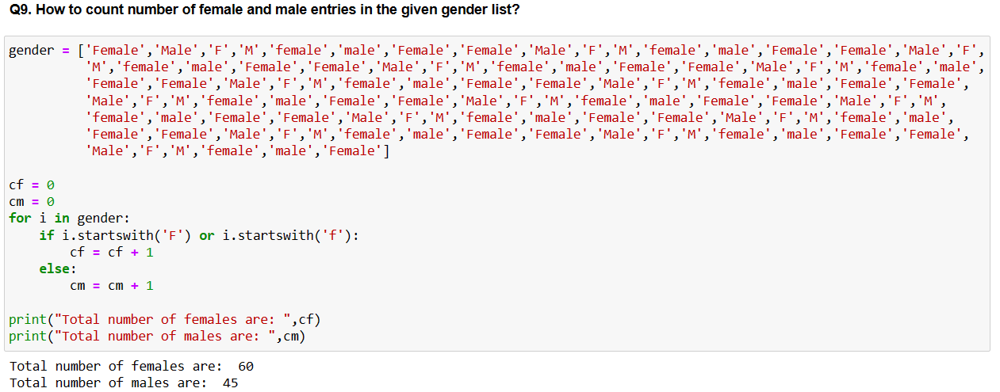 Q9. How to count number of female and male entries in the given gender list?
gender = ['Female','Male','F','M','female','male','Female','Female','Male','F','M','female','male','Female','Female','Male','F',
'M','female','male','Female','Female','Male','F','M','female','male','Female','Female','Male','F','M','female','male',
'Female','Female','Male','F','M','female','male','Female','Female','Male','F','M','female','male','Female','Female',
'Male','F','M','female','male','Female','Female','Male','F','M','female','male','Female','Female','Male','F','M',
'female','male','Female','Female','Male','F','M','female','male','Female','Female','Male','F','M','female','male',
'Female','Female','Male','F','M','female','male','Female','Female','Male','F','M','female','male','Female','Female',
'Male','F','M','female','male','Female']
cf = 0
cm = 0
for i in gender:
if i.startswith('F') or i.startswith('f'):
cf = cf + 1
else:
cm = cm + 1
print("Total number of females are: ",cf)
print("Total number of males are: ",cm)
Total number of females are:  60
Total number of males are:  45